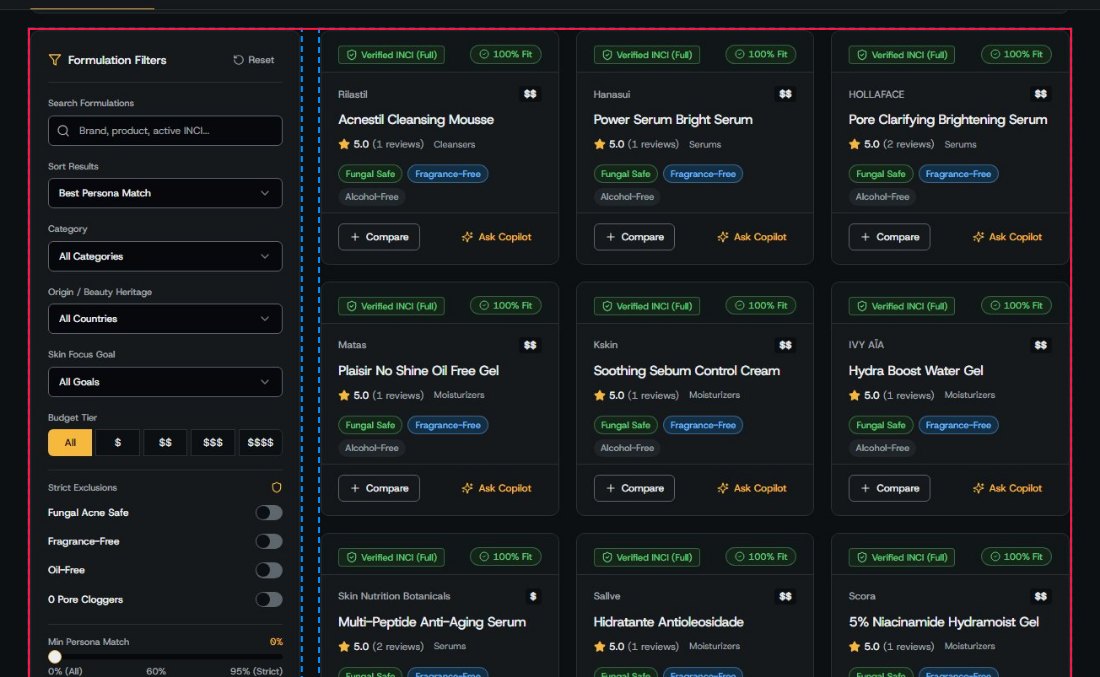 Formulation Filters
Reset
Search Formulations
Brand, product, active INCI...
Sort Results
Best Persona Match
Category
All Categories
Origin / Beauty Heritage
All Countries
Skin Focus Goal
All Goals
Budget Tier
All $ $$ $$$ $$$$
Strict Exclusions
Fungal Acne Safe
Fragrance-Free
Oil-Free
0 Pore Cloggers
Min Persona Match 0%
0% (All) 60% 95% (Strict)
Verified INCI (Full) 100% Fit
Rilastil $$
Acnestil Cleansing Mousse
5.0 (1 reviews) Cleansers
Fungal Safe Fragrance-Free
Alcohol-Free
+ Compare Ask Copilot
Verified INCI (Full) 100% Fit
Hanasui $$
Power Serum Bright Serum
5.0 (1 reviews) Serums
Fungal Safe Fragrance-Free
Alcohol-Free
+ Compare Ask Copilot
Verified INCI (Full) 100% Fit
HOLLAFACE $$
Pore Clarifying Brightening Serum
5.0 (2 reviews) Serums
Fungal Safe Fragrance-Free
Alcohol-Free
+ Compare Ask Copilot
Verified INCI (Full) 100% Fit
Matas $$
Plaisir No Shine Oil Free Gel
5.0 (1 reviews) Moisturizers
Fungal Safe Fragrance-Free
Alcohol-Free
+ Compare Ask Copilot
Verified INCI (Full) 100% Fit
Kskin $$
Soothing Sebum Control Cream
5.0 (1 reviews) Moisturizers
Fungal Safe Fragrance-Free
Alcohol-Free
+ Compare Ask Copilot
Verified INCI (Full) 100% Fit
IVY AÏA $$
Hydra Boost Water Gel
5.0 (1 reviews) Moisturizers
Fungal Safe Fragrance-Free
Alcohol-Free
+ Compare Ask Copilot
Verified INCI (Full) 100% Fit
Skin Nutrition Botanicals $
Multi-Peptide Anti-Aging Serum
5.0 (2 reviews) Serums
Fungal Safe Fragrance-Free
Verified INCI (Full) 100% Fit
Sallve $$
Hidratante Antioleosidade
5.0 (1 reviews) Moisturizers
Fungal Safe Fragrance-Free
Verified INCI (Full) 100% Fit
Scora $$
5% Niacinamide Hydramoist Gel
5.0 (1 reviews) Moisturizers
Fungal Safe Fragrance-Free